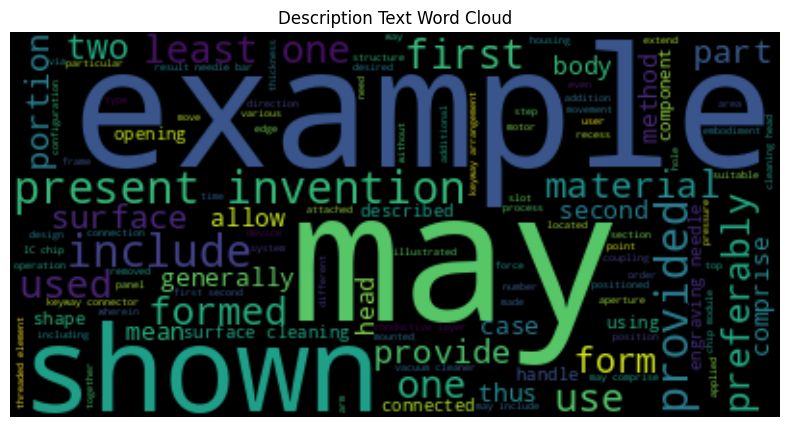 Description Text Word Cloud
example
may
shown
present invention
include
first
provided
preferably
two
least
one
portion
part
body
method
component
opening
material
surface
allow
described
second
used
generally
formed
mean
surface cleaning
head
provide
one
case
using
thus
form
use
handle
connected
comprise
engraving needle
shape
via
particular
configuration
result needle bar
thickness
structure
desired
may
housing
extend
type
move
various
direction
edge
need
without
additional
step
motor
addition
movement
user
recess
even
area
embodiment
cleaning head
keyway arrangement
frame
hole
suitable
time
attached
slot
process
located
section
point
pressure
design
connection
device
system
IC chip
operation
removed
panel
illustrated
force
coupling
order
top
positioned
number
made
aperture
position
keyway connector
wherein
first second
different
conductive layer
mounted
vacuum cleaner
including
threaded element
together
arm
may include
may comprise
applied
chip module